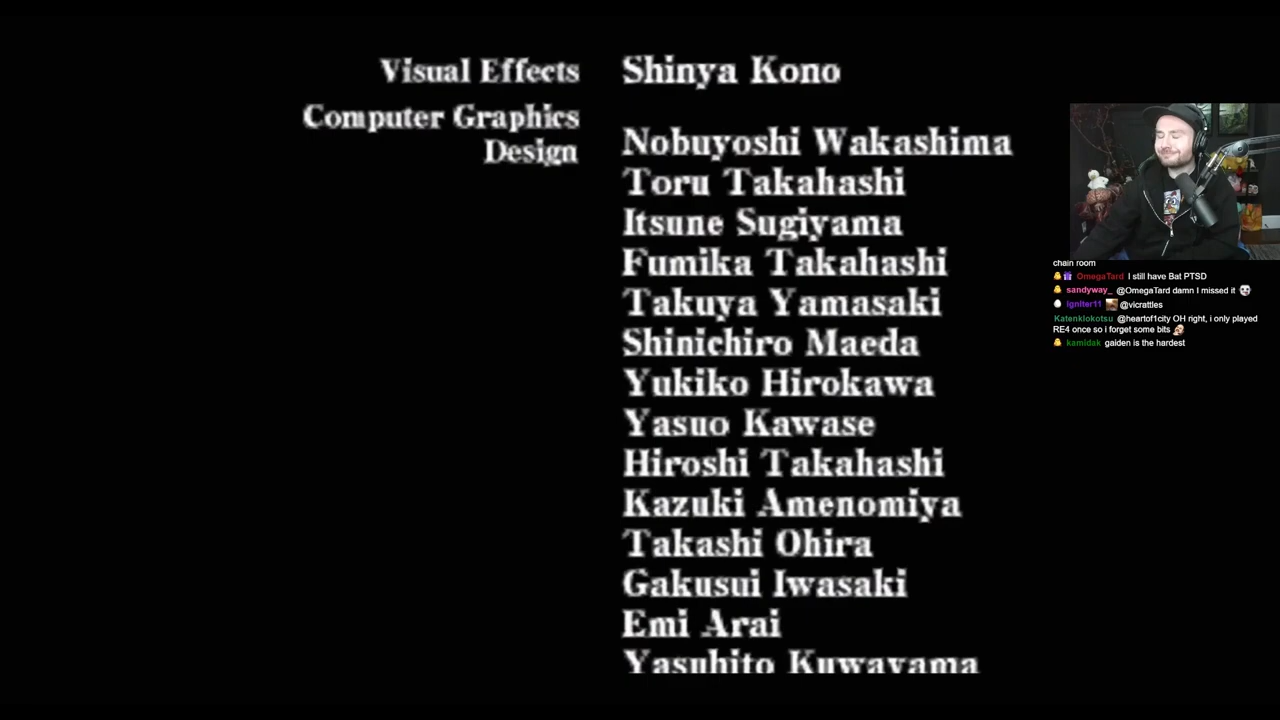 Visual Effects
Shinya Kono
Computer Graphics
Design
Nobuyoshi Wakashima
Toru Takahashi
Itsune Sugiyama
Fumika Takahashi
Takuya Yamasaki
Shinichiro Maeda
Yukiko Hirokawa
Yasuo Kawase
Hiroshi Takahashi
Kazuki Amenomiya
Takashi Ohira
Gakusui Iwasaki
Emi Arai
Yasuhito Kuwayama
chain room
OmegaTard I still have Bat PTSD
sandyway_ @OmegaTard damn I missed it
Igniter11 @vicrattles
Katenklokotsu @heartof1city OH right, i only played
RE4 once so i forget some bits
kamidak gaiden is the hardest